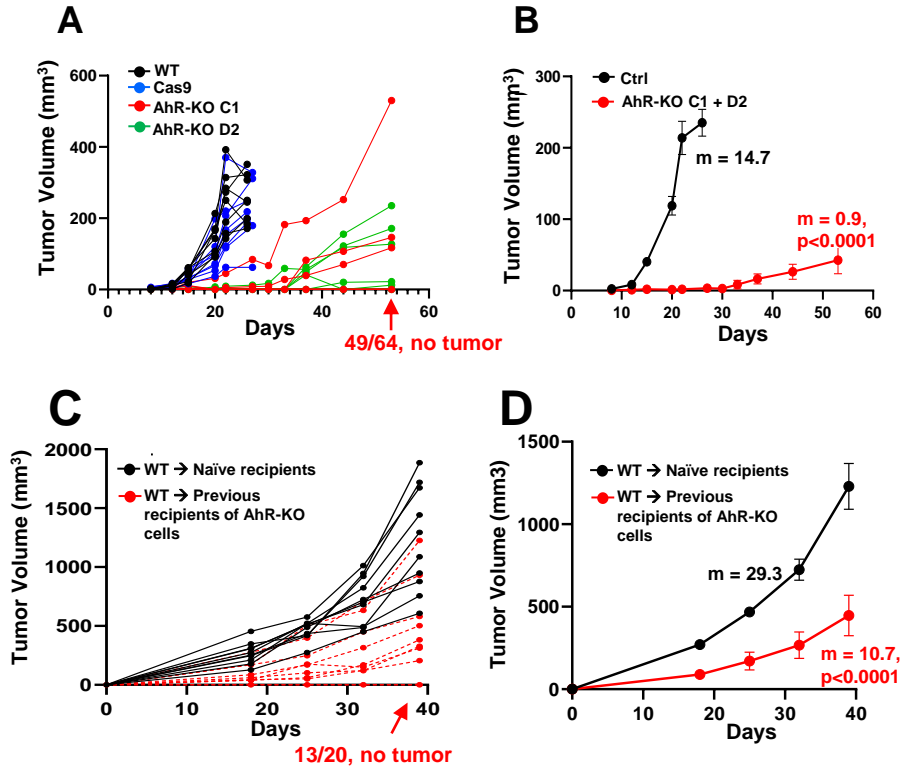 A
Tumor Volume (mm³)
600
400
200
0
WT
Cas9
AhR-KO C1
AhR-KO D2
0
20
40
60
Days
49/64, no tumor
B
Tumor Volume (mm³)
300
200
100
0
Ctrl
AhR-KO C1 + D2
m = 14.7
m = 0.9,
p<0.0001
0
10
20
30
40
50
60
Days
C
Tumor Volume (mm³)
2000
1500
1000
500
0
WT → Naïve recipients
WT → Previous
recipients of AhR-KO
cells
0
10
20
30
40
Days
13/20, no tumor
D
Tumor Volume (mm3)
1500
1000
500
0
WT → Naïve recipients
WT → Previous
recipients of AhR-KO
cells
m = 29.3
m = 10.7,
p<0.0001
0
10
20
30
40
Days